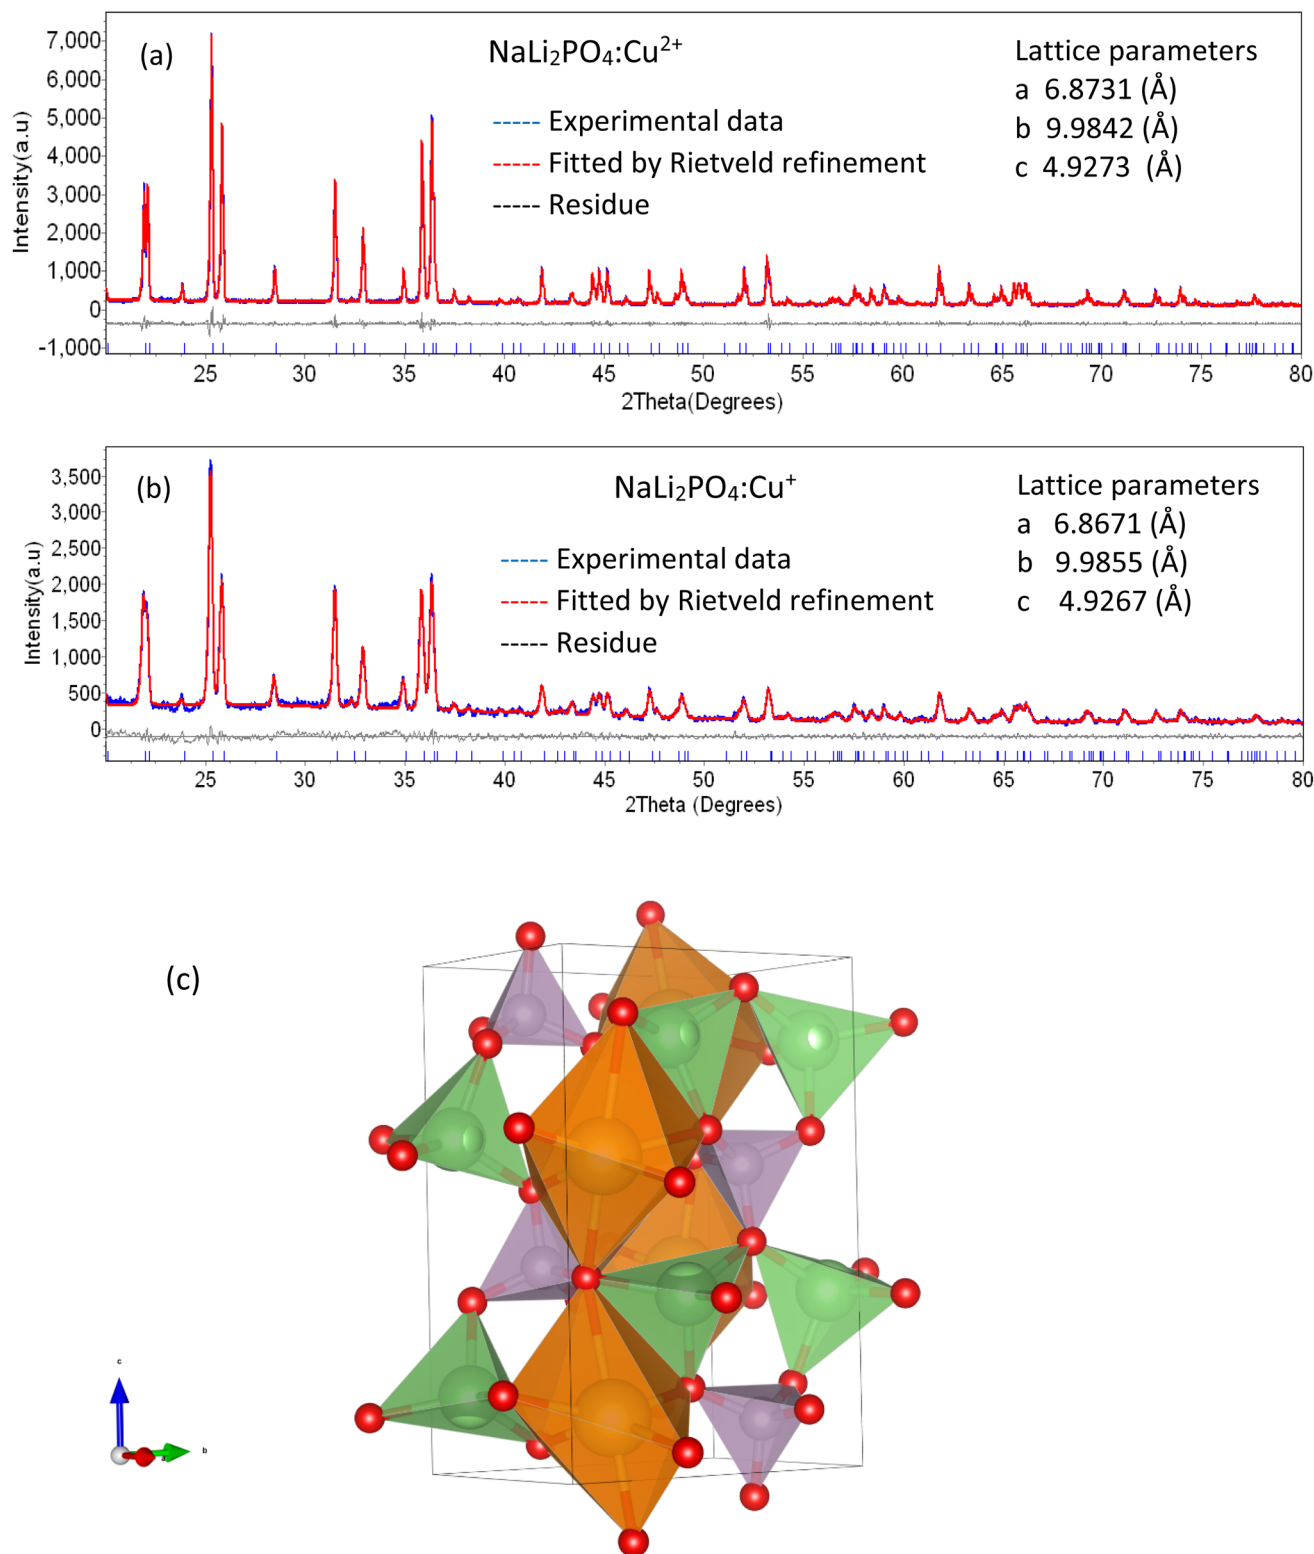 (a)
NaLi₂PO₄:Cu²⁺
Lattice parameters
a 6.8731 (Å)
b 9.9842 (Å)
c 4.9273 (Å)
----- Experimental data
----- Fitted by Rietveld refinement
----- Residue
Intensity(a.u)
7,000
6,000
5,000
4,000
3,000
2,000
1,000
0
-1,000
25 30 35 40 45 50 55 60 65 70 75 80
2Theta(Degrees)
(b)
NaLi₂PO₄:Cu⁺
Lattice parameters
a 6.8671 (Å)
b 9.9855 (Å)
c 4.9267 (Å)
----- Experimental data
----- Fitted by Rietveld refinement
----- Residue
Intensity(a.u)
3,500
3,000
2,500
2,000
1,500
1,000
500
0
25 30 35 40 45 50 55 60 65 70 75 80
2Theta (Degrees)
(c)
c
b
a